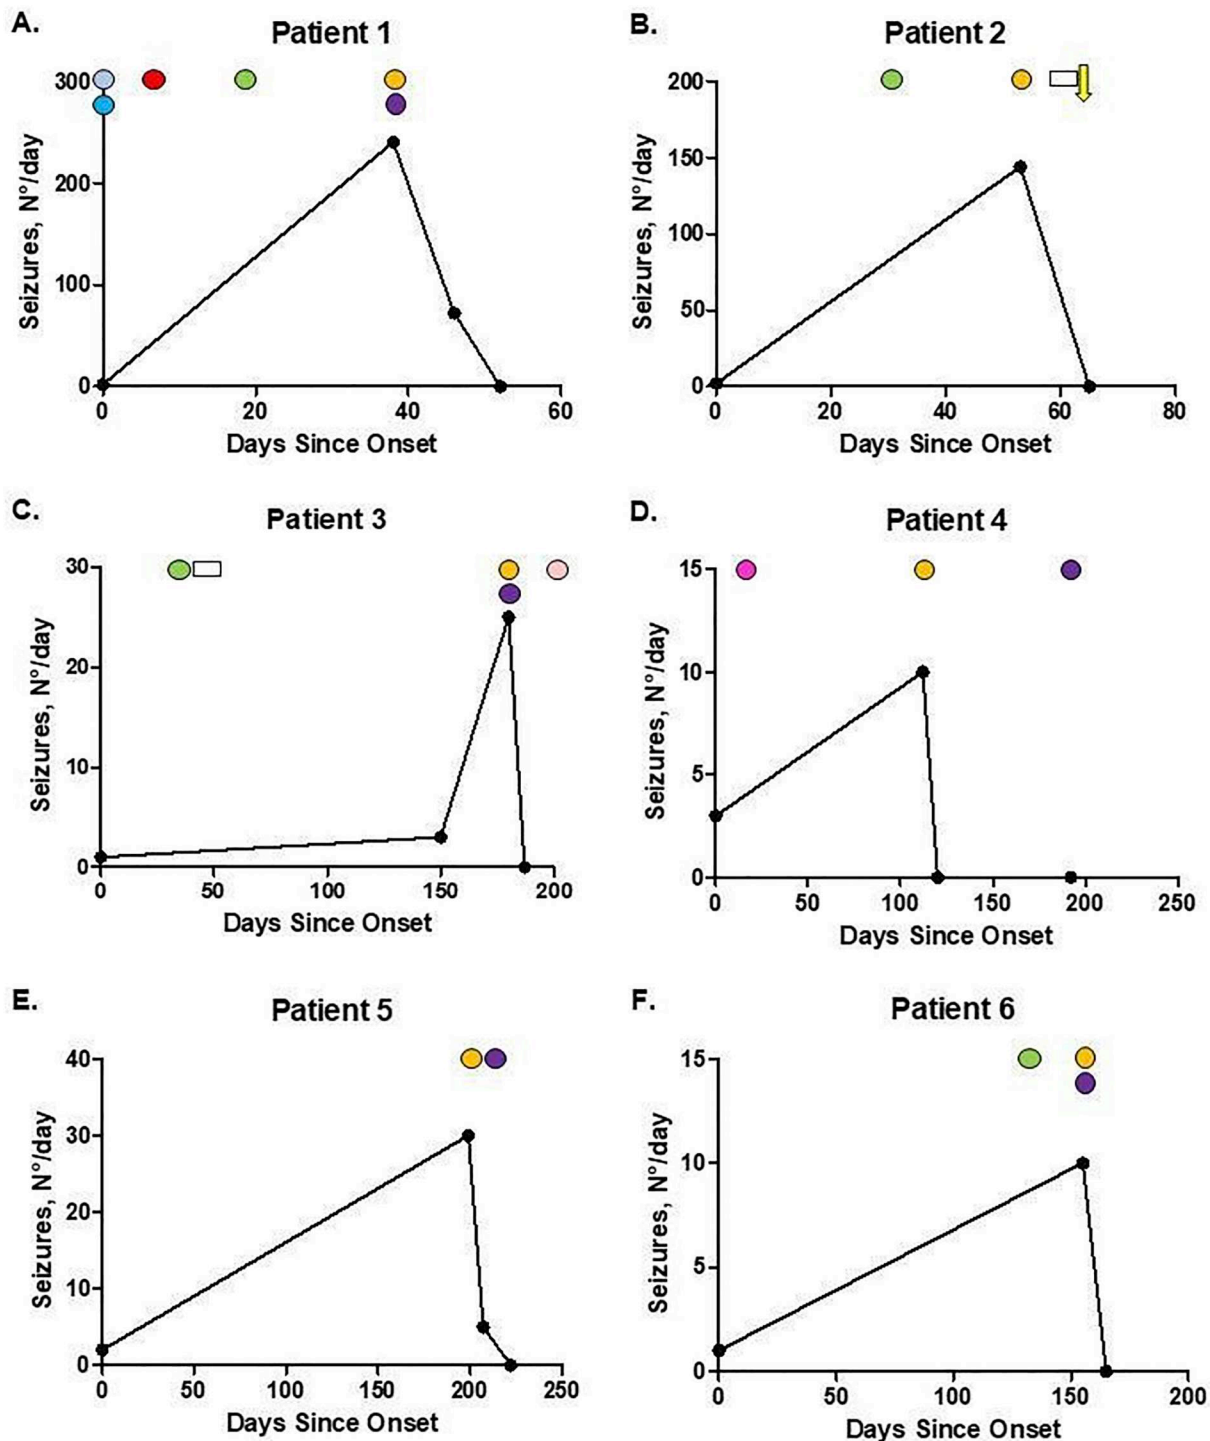 A.
Patient 1
300
200
100
0
Seizures, N°/day
0 20 40 60
Days Since Onset
B.
Patient 2
200
150
100
50
0
Seizures, N°/day
0 20 40 60 80
Days Since Onset
C.
Patient 3
30
20
10
0
Seizures, N°/day
0 50 100 150 200
Days Since Onset
D.
Patient 4
15
10
5
0
Seizures, N°/day
0 50 100 150 200 250
Days Since Onset
E.
Patient 5
40
30
20
10
0
Seizures, N°/day
0 50 100 150 200 250
Days Since Onset
F.
Patient 6
15
10
5
0
Seizures, N°/day
0 50 100 150 200
Days Since Onset